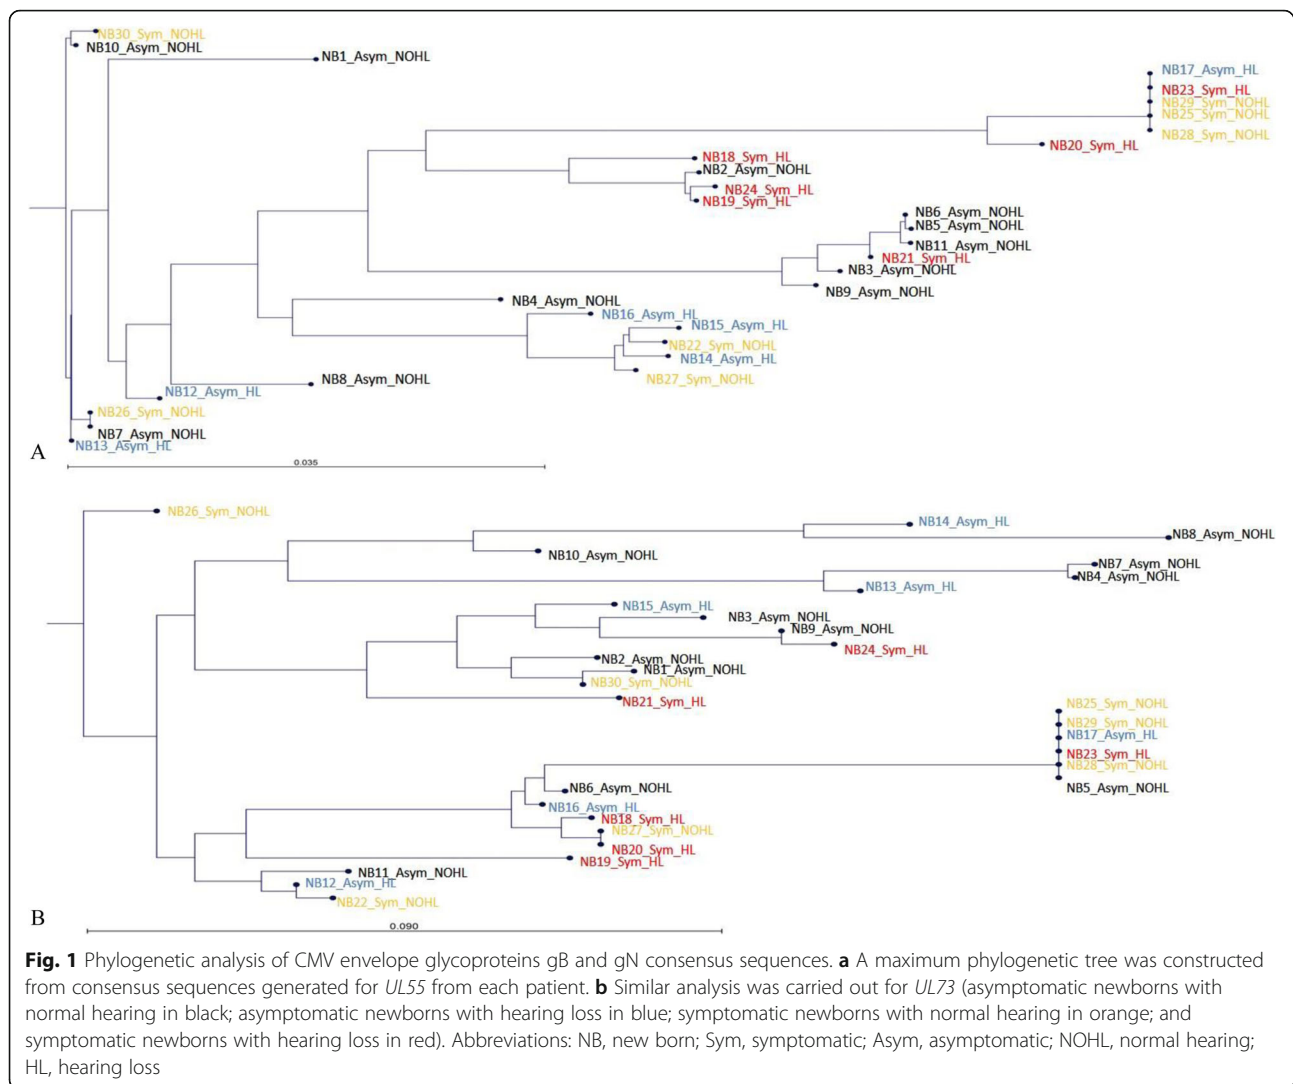 NB30_Sym_NOHL
NB10_Asym_NOHL
NB1_Asym_NOHL
NB17_Asym_HL
NB23_Sym_HL
NB29_Sym_NOHL
NB25_Sym_NOHL
NB28_Sym_NOHL
NB20_Sym_HL
NB18_Sym_HL
NB2_Asym_NOHL
NB24_Sym_HL
NB19_Sym_HL
NB6_Asym_NOHL
NB5_Asym_NOHL
NB11_Asym_NOHL
NB21_Sym_HL
NB3_Asym_NOHL
NB9_Asym_NOHL
NB4_Asym_NOHL
NB16_Asym_HL
NB15_Asym_HL
NB22_Sym_NOHL
NB14_Asym_HL
NB27_Sym_NOHL
NB8_Asym_NOHL
NB12_Asym_HL
NB26_Sym_NOHL
NB7_Asym_NOHL
NB13_Asym_HL
A
0.035
NB26_Sym_NOHL
NB14_Asym_HL
NB8_Asym_NOHL
NB10_Asym_NOHL
NB7_Asym_NOHL
NB4_Asym_NOHL
NB13_Asym_HL
NB15_Asym_HL
NB3_Asym_NOHL
NB9_Asym_NOHL
NB24_Sym_HL
NB2_Asym_NOHL
NB1_Asym_NOHL
NB30_Sym_NOHL
NB21_Sym_HL
NB25_Sym_NOHL
NB29_Sym_NOHL
NB17_Asym_HL
NB23_Sym_HL
NB28_Sym_NOHL
NB5_Asym_NOHL
NB6_Asym_NOHL
NB16_Asym_HL
NB18_Sym_HL
NB27_Sym_NOHL
NB20_Sym_HL
NB19_Sym_HL
NB11_Asym_NOHL
NB12_Asym_HL
NB22_Sym_NOHL
B
0.090
Fig. 1 Phylogenetic analysis of CMV envelope glycoproteins gB and gN consensus sequences. a A maximum phylogenetic tree was constructed
from consensus sequences generated for UL55 from each patient. b Similar analysis was carried out for UL73 (asymptomatic newborns with
normal hearing in black; asymptomatic newborns with hearing loss in blue; symptomatic newborns with normal hearing in orange; and
symptomatic newborns with hearing loss in red). Abbreviations: NB, new born; Sym, symptomatic; Asym, asymptomatic; NOHL, normal hearing;
HL, hearing loss